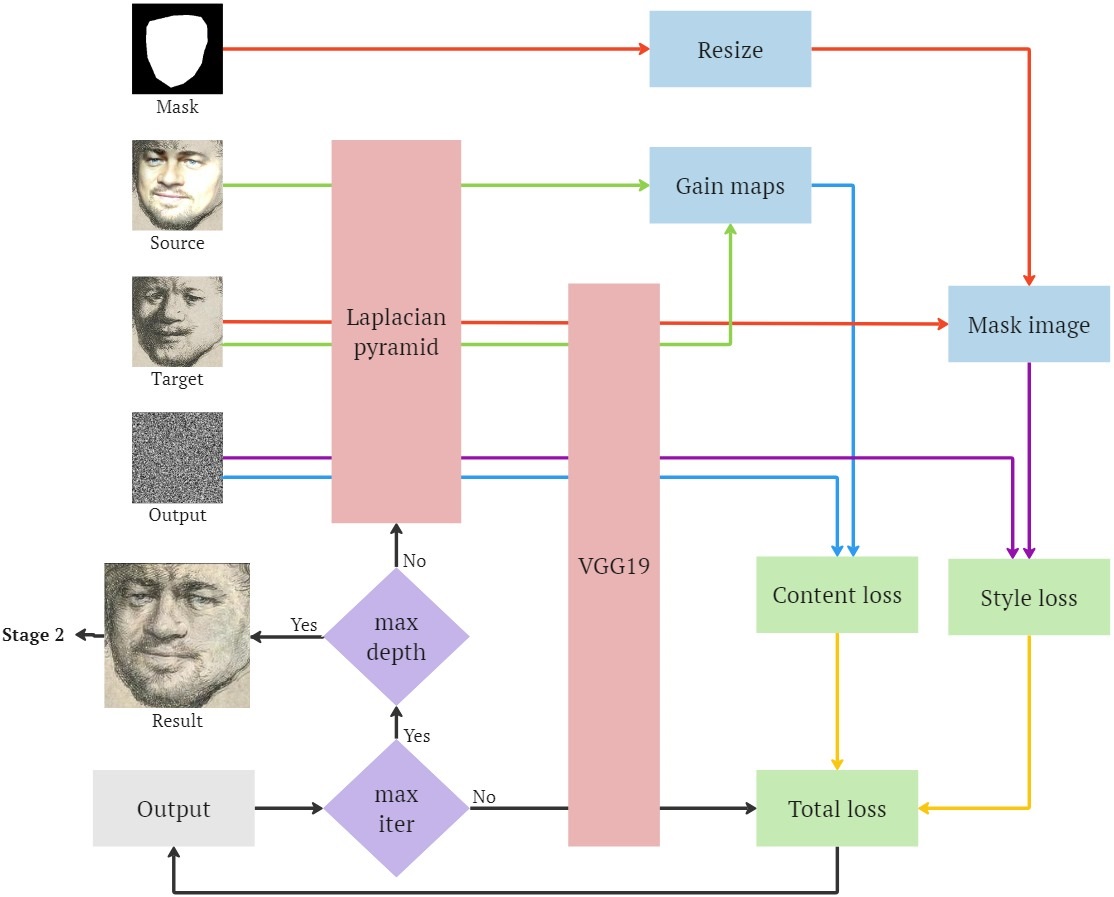 Mask
Resize
Source
Gain maps
Laplacian
pyramid
Target
Mask image
Output
VGG19
No
Content loss
Style loss
Stage 2
Yes
max
depth
Result
Yes
Output
max
iter
No
Total loss